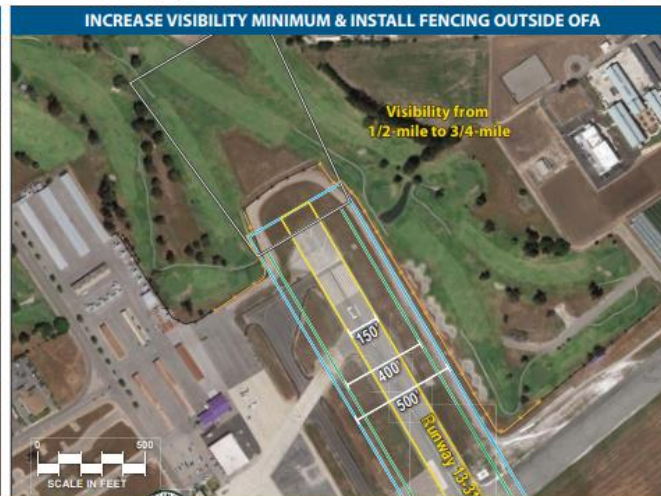 INCREASE VISIBILITY MINIMUM & INSTALL FENCING OUTSIDE OFA
Visibility from
1/2-mile to 3/4-mile
150'
400'
500'
Runway 13-3
0 500
SCALE IN FEET